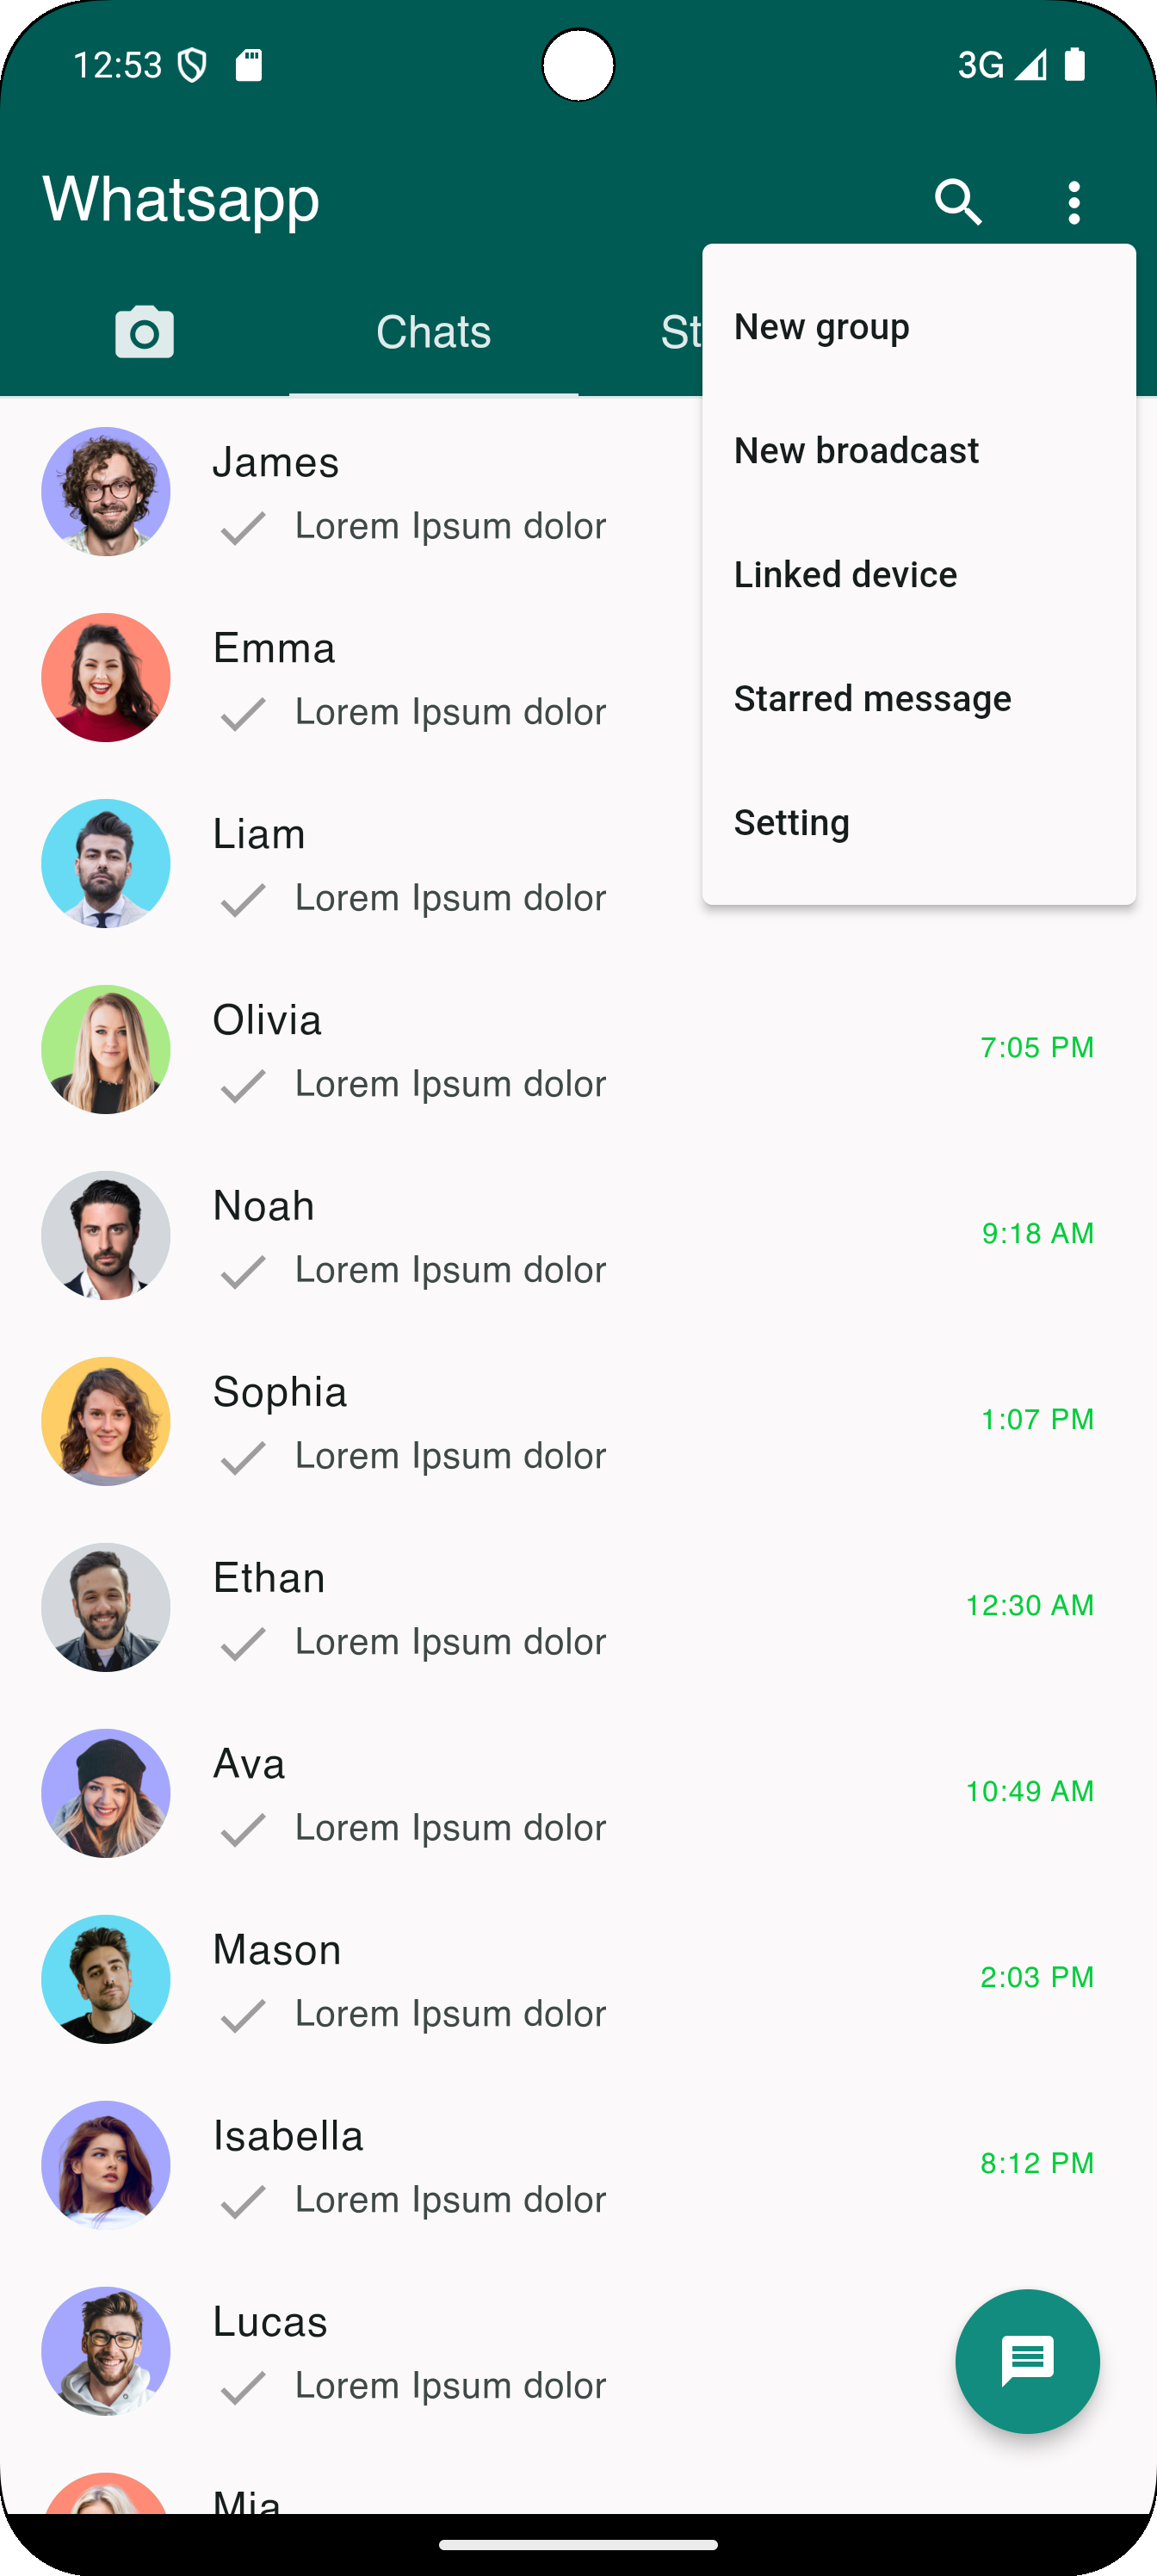 12:53
3G
Whatsapp
Chats
St
New group
New broadcast
Linked device
Starred message
Setting
James
Lorem Ipsum dolor
Emma
Lorem Ipsum dolor
Liam
Lorem Ipsum dolor
Olivia
Lorem Ipsum dolor
7:05 PM
Noah
Lorem Ipsum dolor
9:18 AM
Sophia
Lorem Ipsum dolor
1:07 PM
Ethan
Lorem Ipsum dolor
12:30 AM
Ava
Lorem Ipsum dolor
10:49 AM
Mason
Lorem Ipsum dolor
2:03 PM
Isabella
Lorem Ipsum dolor
8:12 PM
Lucas
Lorem Ipsum dolor
Mia